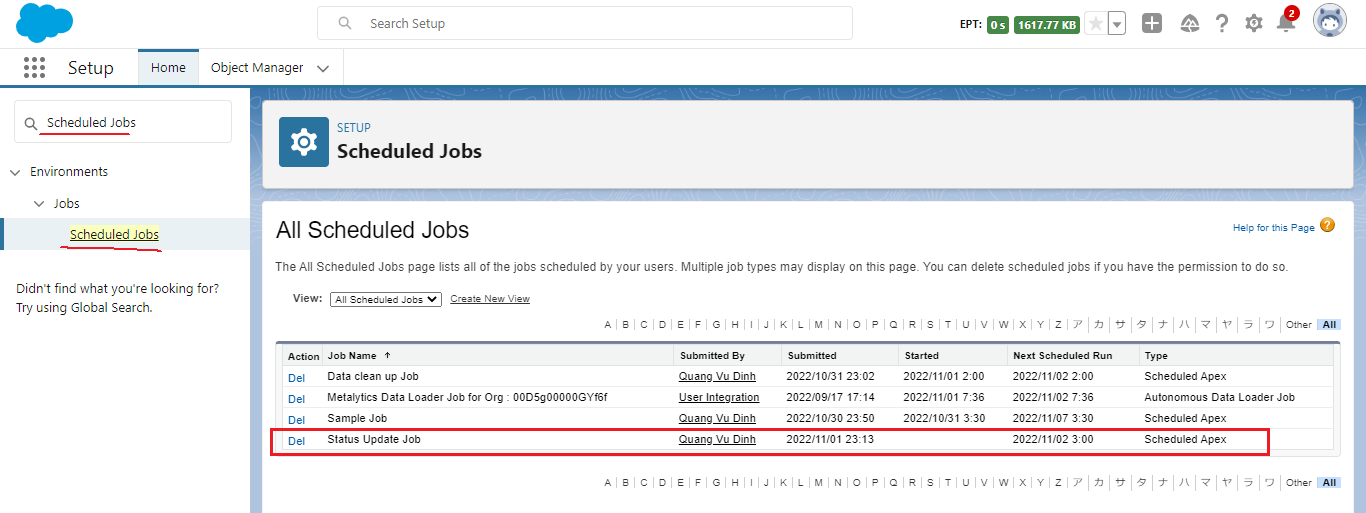 Search Setup
EPT: 0 s 1617.77 KB
2
Setup Home Object Manager
Scheduled Jobs
Environments
Jobs
Scheduled Jobs
Didn't find what you're looking for?
Try using Global Search.
SETUP
Scheduled Jobs
All Scheduled Jobs
Help for this Page ?
The All Scheduled Jobs page lists all of the jobs scheduled by your users. Multiple job types may display on this page. You can delete scheduled jobs if you have the permission to do so.
View: All Scheduled Jobs Create New View
A | B | C | D | E | F | G | H | I | J | K | L | M | N | O | P | Q | R | S | T | U | V | W | X | Y | Z | ア | カ | サ | タ | ナ | ハ | マ | ヤ | ラ | ワ | Other All
Action Job Name ↑ Submitted By Submitted Started Next Scheduled Run Type
Del Data clean up Job Quang Vu Dinh 2022/10/31 23:02 2022/11/01 2:00 2022/11/02 2:00 Scheduled Apex
Del Metalytics Data Loader Job for Org : 00D5g00000GYf6f User Integration 2022/09/17 17:14 2022/11/01 7:36 2022/11/02 7:36 Autonomous Data Loader Job
Del Sample Job Quang Vu Dinh 2022/10/30 23:50 2022/10/31 3:30 2022/11/07 3:30 Scheduled Apex
Del Status Update Job Quang Vu Dinh 2022/11/01 23:13 2022/11/02 3:00 Scheduled Apex
A | B | C | D | E | F | G | H | I | J | K | L | M | N | O | P | Q | R | S | T | U | V | W | X | Y | Z | ア | カ | サ | タ | ナ | ハ | マ | ヤ | ラ | ワ | Other All